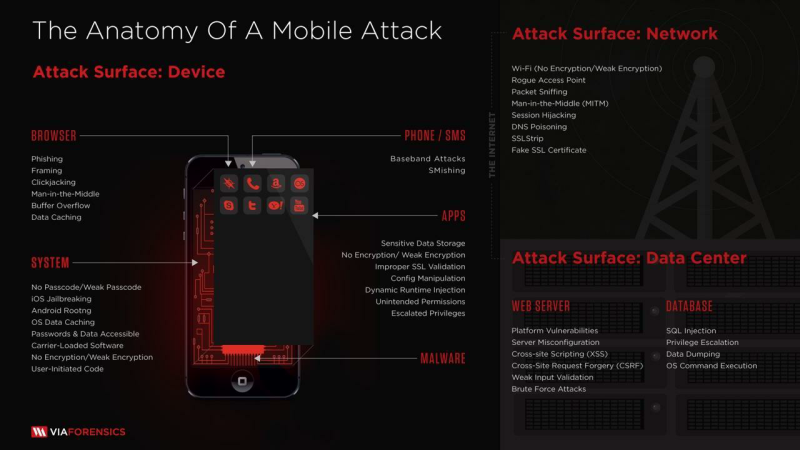 The Anatomy Of A Mobile Attack
Attack Surface: Device
BROWSER
Phishing
Framing
Clickjacking
Man-in-the-Middle
Buffer Overflow
Data Caching
PHONE / SMS
Baseband Attacks
SMishing
APPS
Sensitive Data Storage
No Encryption/ Weak Encryption
Improper SSL Validation
Config Manipulation
Dynamic Runtime Injection
Unintended Permissions
Escalated Privileges
SYSTEM
No Passcode/Weak Passcode
iOS Jailbreaking
Android Rootng
OS Data Caching
Passwords & Data Accessible
Carrier-Loaded Software
No Encryption/Weak Encryption
User-Initiated Code
MALWARE
VIAFORENSICS
THE INTERNET
Attack Surface: Network
Wi-Fi (No Encryption/Weak Encryption)
Rogue Access Point
Packet Sniffing
Man-in-the-Middle (MITM)
Session Hijacking
DNS Poisoning
SSLStrip
Fake SSL Certificate
Attack Surface: Data Center
WEB SERVER
Platform Vulnerabilities
Server Misconfiguration
Cross-site Scripting (XSS)
Cross-Site Request Forgery (CSRF)
Weak Input Validation
Brute Force Attacks
DATABASE
SQL Injection
Privilege Escalation
Data Dumping
OS Command Execution